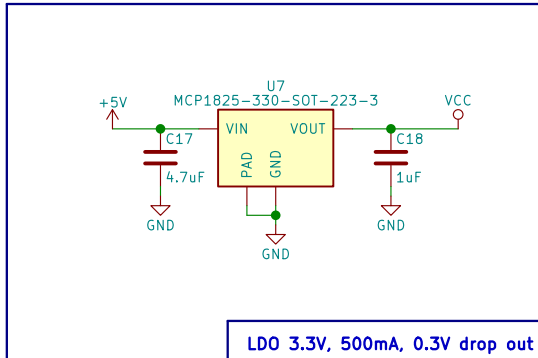 U7
MCP1825-330-SOT-223-3
+5V
VCC
VIN
VOUT
C17
C18
4.7uF
1uF
PAD
GND
GND
GND
GND
LDO 3.3V, 500mA, 0.3V drop out